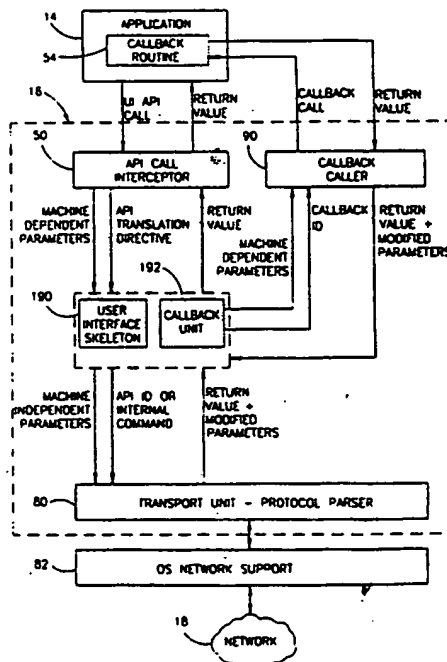 14
APPLICATION
54
CALLBACK
ROUTINE
16
UI API
CALL
RETURN
VALUE
CALLBACK
CALL
RETURN
VALUE
50
API CALL
INTERCEPTOR
90
CALLBACK
CALLER
MACHINE
DEPENDENT
PARAMETERS
API
TRANSLATION
DIRECTIVE
RETURN
VALUE
MACHINE
DEPENDENT
PARAMETERS
CALLBACK
ID
RETURN
VALUE +
MODIFIED
PARAMETERS
190
192
USER
INTERFACE
SKELETON
CALLBACK
UNIT
MACHINE
INDEPENDENT
PARAMETERS
API ID OR
INTERNAL
COMMAND
RETURN
VALUE +
MODIFIED
PARAMETERS
80
TRANSPORT UNIT - PROTOCOL PARSER
82
OS NETWORK SUPPORT
18
NETWORK